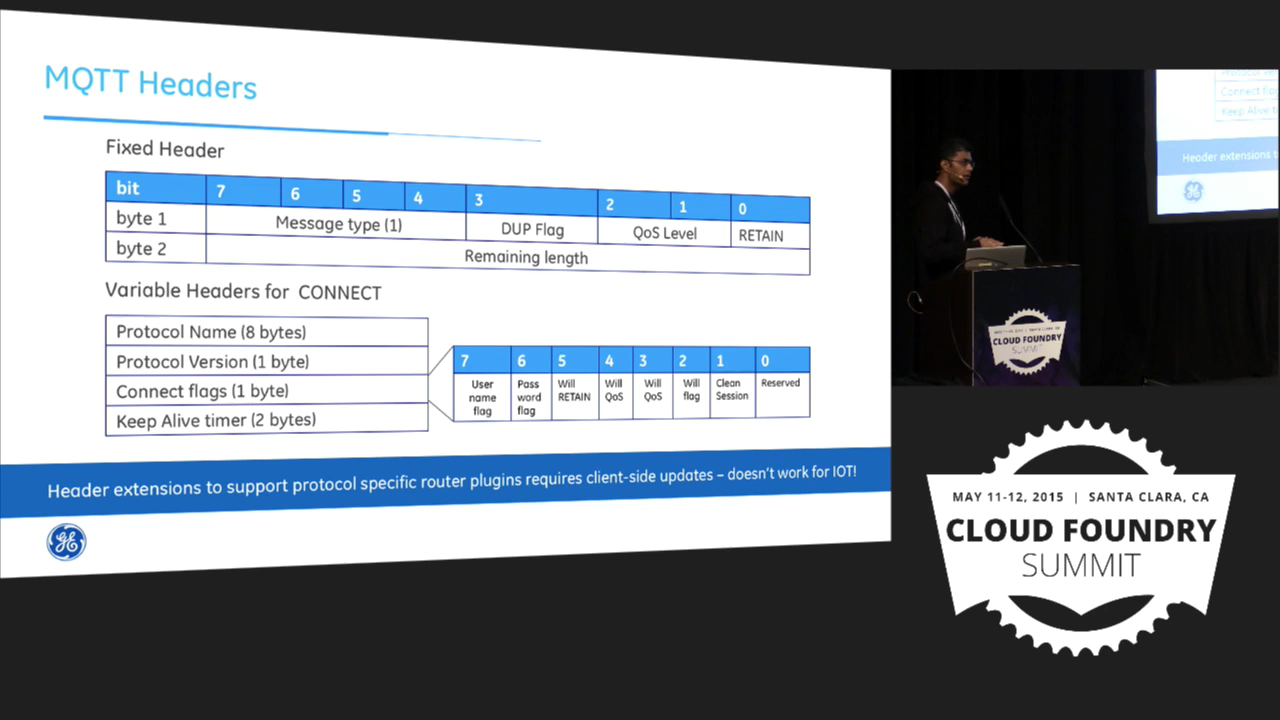 MQTT Headers
Fixed Header
bit 7 6 5 4 3 2 1 0
byte 1 Message type (1) DUP Flag QoS Level RETAIN
byte 2 Remaining length
Variable Headers for CONNECT
Protocol Name (8 bytes)
Protocol Version (1 byte)
Connect flags (1 byte)
Keep Alive timer (2 bytes)
7 6 5 4 3 2 1 0
User name flag
Pass word flag
Will RETAIN
Will QoS
Will QoS
Will flag
Clean Session
Reserved
Header extensions to support protocol specific router plugins requires client-side updates – doesn't work for IOT!
GE
Connect flag
Keep Alive t
Header extensions t
CLOUD FOUNDRY
SUMMIT
MAY 11-12, 2015 | SANTA CLARA, CA
CLOUD FOUNDRY
SUMMIT